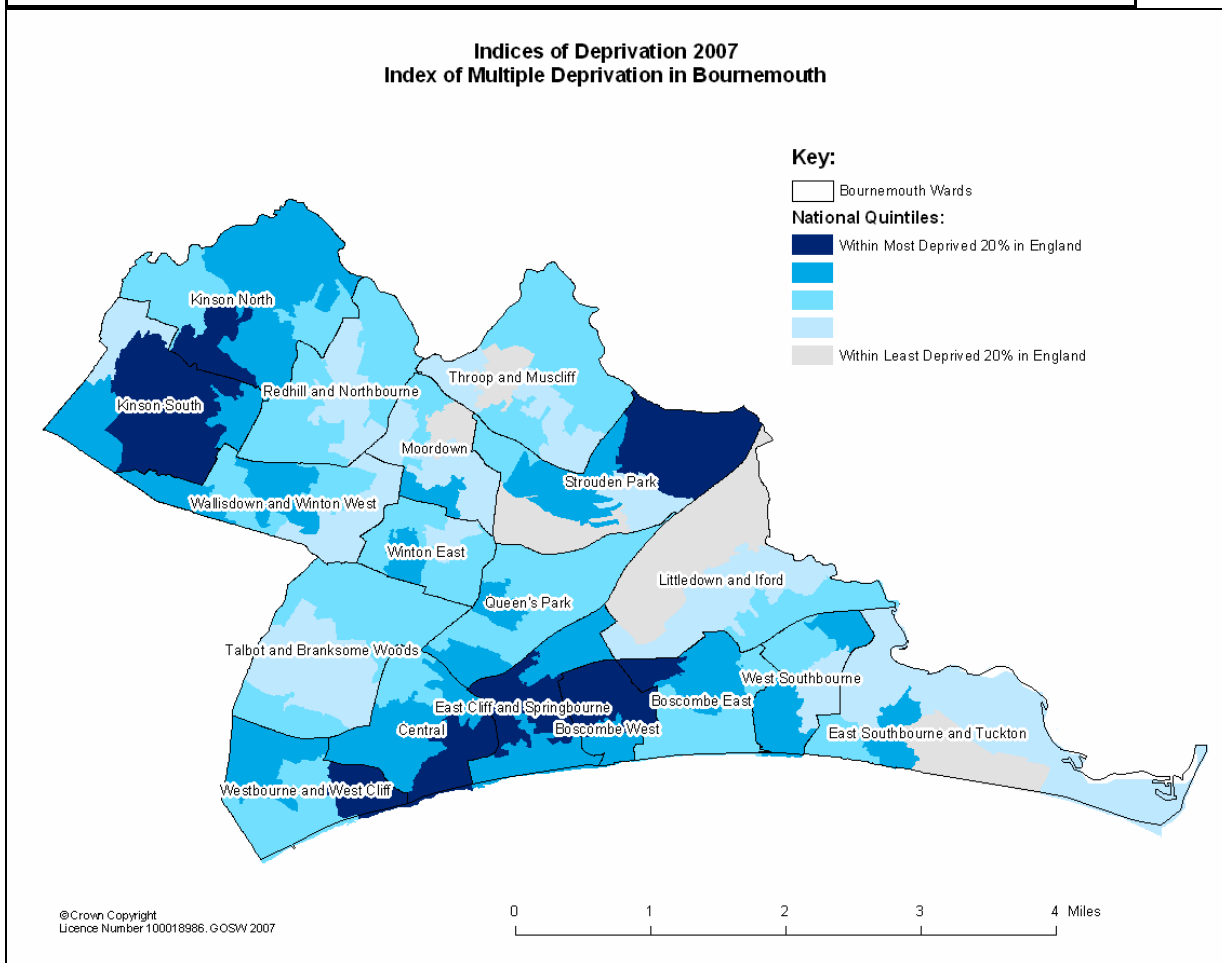 Indices of Deprivation 2007
Index of Multiple Deprivation in Bournemouth
Key:
Bournemouth Wards
National Quintiles:
Within Most Deprived 20% in England
Within Least Deprived 20% in England
Kinson North
Throop and Muscliff
Redhill and Northbourne
Kinson South
Moordown
Strouden Park
Wallisdown and Winton West
Winton East
Littledown and Iford
Queen's Park
Talbot and Branksome Woods
West Southbourne
Boscombe East
East Cliff and Springbourne
Central
Boscombe West
East Southbourne and Tuckton
Westbourne and West Cliff
©Crown Copyright
Licence Number 100018986. GOSW 2007
0 1 2 3 4 Miles